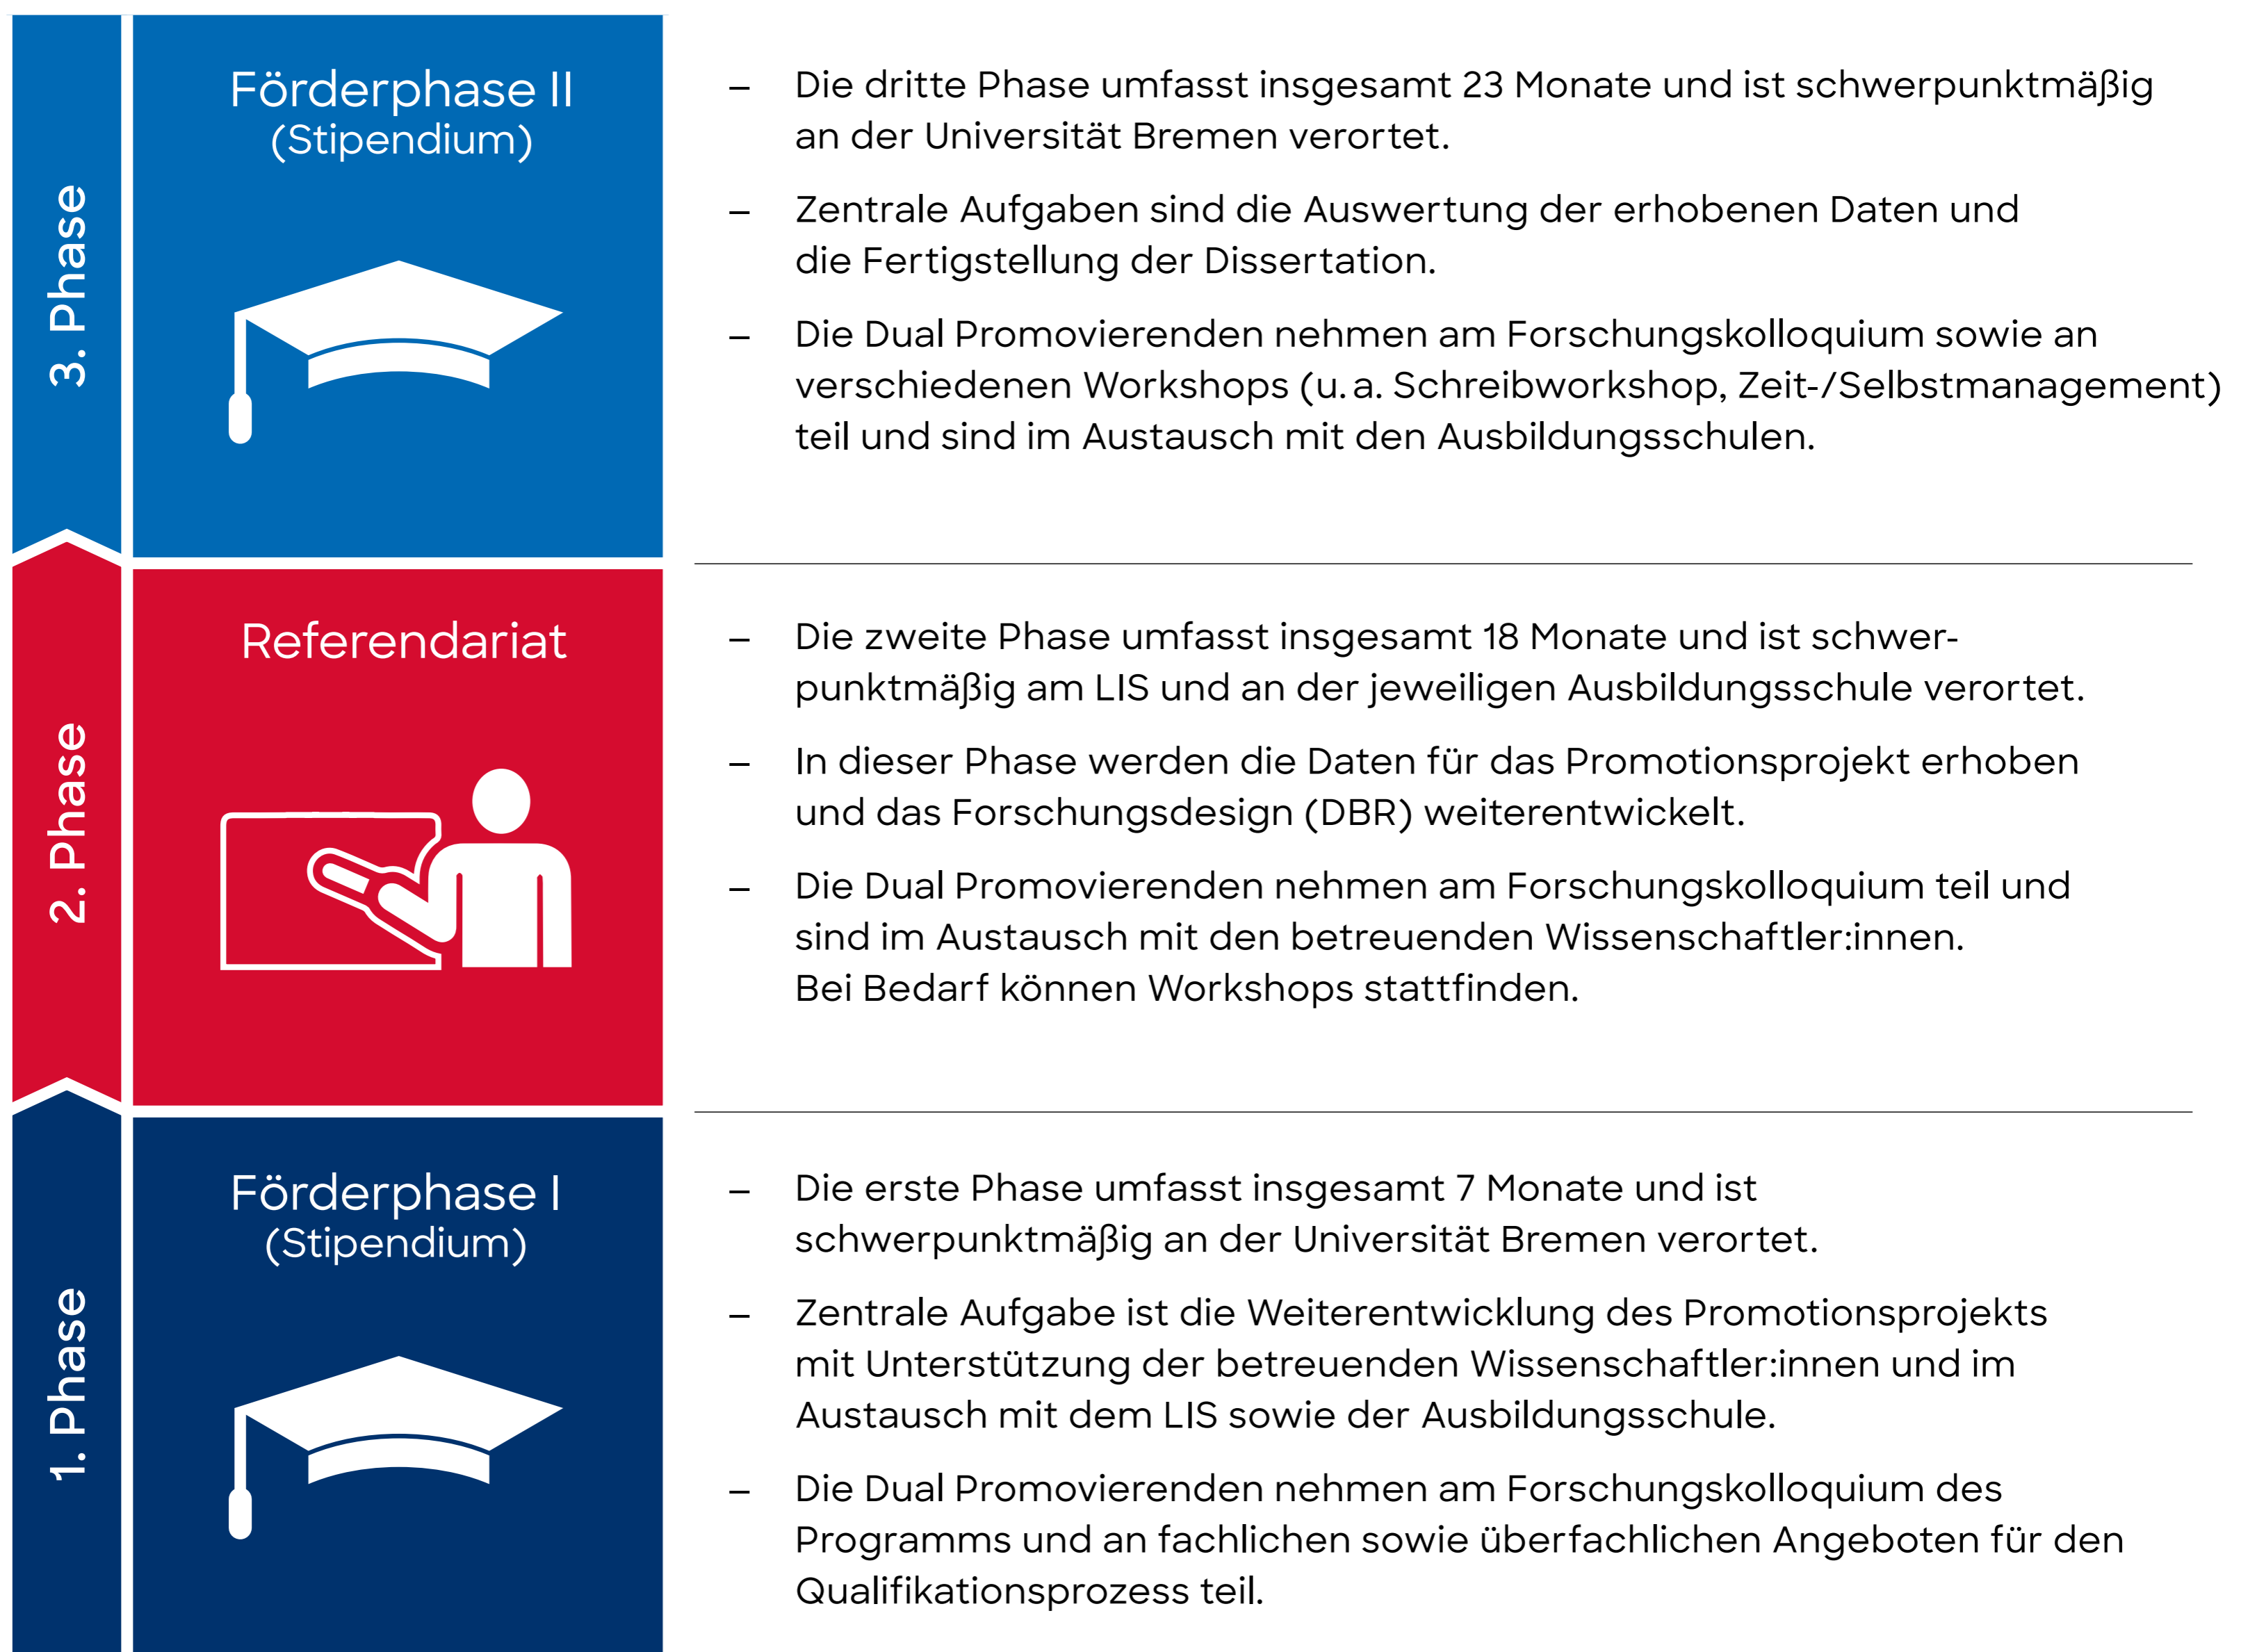 3. Phase
Förderphase II
(Stipendium)
– Die dritte Phase umfasst insgesamt 23 Monate und ist schwerpunktmäßig
an der Universität Bremen verortet.
– Zentrale Aufgaben sind die Auswertung der erhobenen Daten und
die Fertigstellung der Dissertation.
– Die Dual Promovierenden nehmen am Forschungskolloquium sowie an
verschiedenen Workshops (u. a. Schreibworkshop, Zeit-/Selbstmanagement)
teil und sind im Austausch mit den Ausbildungsschulen.
2. Phase
Referendariat
– Die zweite Phase umfasst insgesamt 18 Monate und ist schwer-
punktmäßig am LIS und an der jeweiligen Ausbildungsschule verortet.
– In dieser Phase werden die Daten für das Promotionsprojekt erhoben
und das Forschungsdesign (DBR) weiterentwickelt.
– Die Dual Promovierenden nehmen am Forschungskolloquium teil und
sind im Austausch mit den betreuenden Wissenschaftler:innen.
Bei Bedarf können Workshops stattfinden.
1. Phase
Förderphase I
(Stipendium)
– Die erste Phase umfasst insgesamt 7 Monate und ist
schwerpunktmäßig an der Universität Bremen verortet.
– Zentrale Aufgabe ist die Weiterentwicklung des Promotionsprojekts
mit Unterstützung der betreuenden Wissenschaftler:innen und im
Austausch mit dem LIS sowie der Ausbildungsschule.
– Die Dual Promovierenden nehmen am Forschungskolloquium des
Programms und an fachlichen sowie überfachlichen Angeboten für den
Qualifikationsprozess teil.